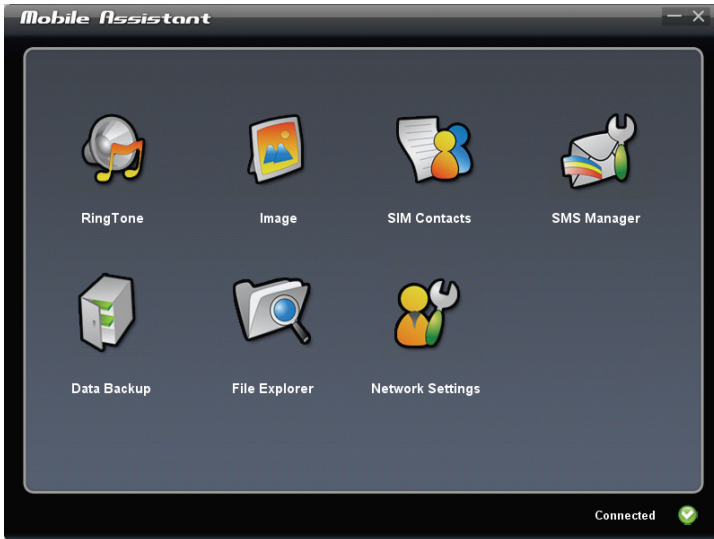 Mobile Assistant
RingTone Image SIM Contacts SMS Manager
Data Backup File Explorer Network Settings
Connected